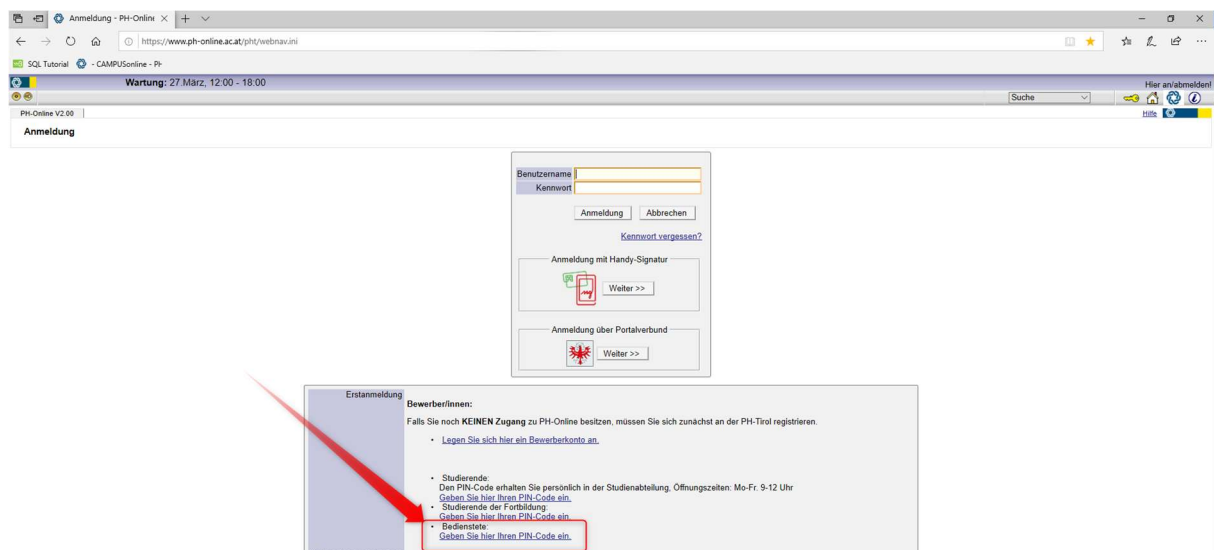 Anmeldung - PH-Online
https://www.ph-online.ac.at/pht/webnav.ini
SQL Tutorial - CAMPUSonline - PH
Wartung: 27.März, 12:00 - 18:00
Hier an/abmelden!
Suche
PH-Online V2.00
Hilfe
Anmeldung
Benutzername
Kennwort
Anmeldung Abbrechen
Kennwort vergessen?
Anmeldung mit Handy-Signatur
Weiter >>
Anmeldung über Portalverbund
Weiter >>
Erstanmeldung
Bewerber/innen:
Falls Sie noch KEINEN Zugang zu PH-Online besitzen, müssen Sie sich zunächst an der PH-Tirol registrieren.
• Legen Sie sich hier ein Bewerberkonto an.
• Studierende:
Den PIN-Code erhalten Sie persönlich in der Studienabteilung, Öffnungszeiten: Mo-Fr. 9-12 Uhr
Geben Sie hier Ihren PIN-Code ein.
• Studierende der Fortbildung:
Geben Sie hier Ihren PIN-Code ein.
• Bedienstete:
Geben Sie hier Ihren PIN-Code ein.